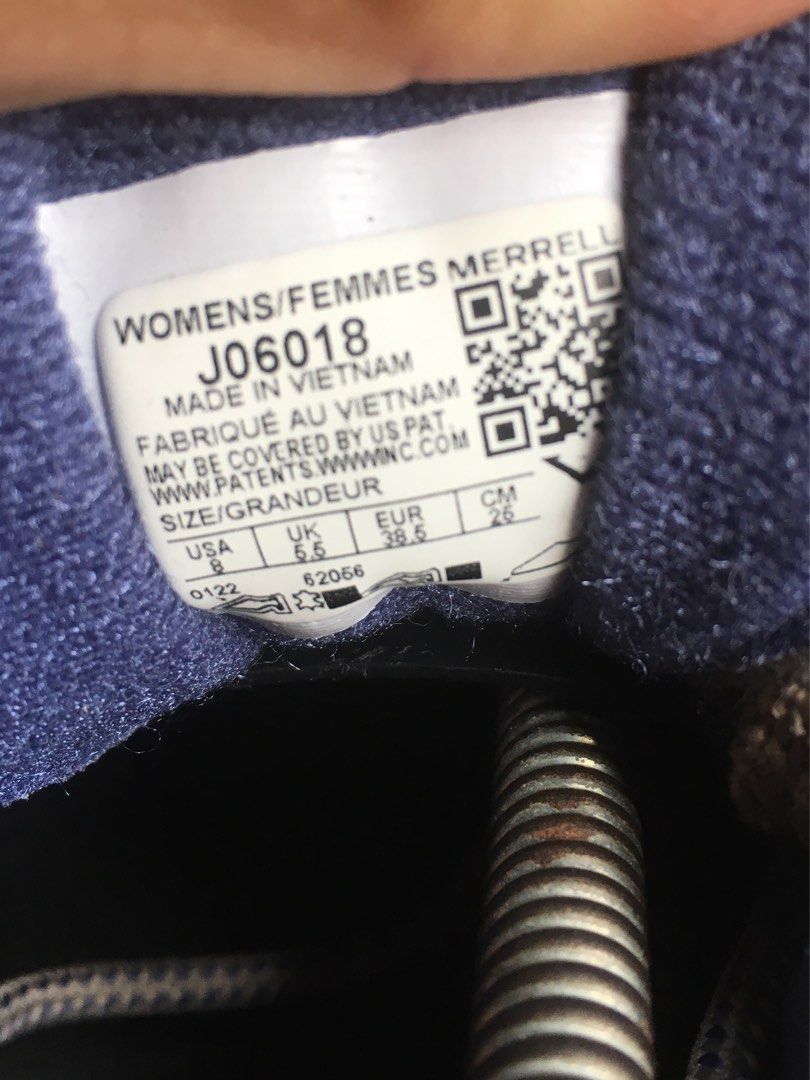 WOMENS/FEMMES MERRELL
J06018
MADE IN VIETNAM
FABRIQUÉ AU VIETNAM
MAY BE COVERED BY US PAT.
WWW.PATENTS.WWWINC.COM
SIZE/GRANDEUR
USA UK EUR CM
8 5.5 38.5 25
0122 62056